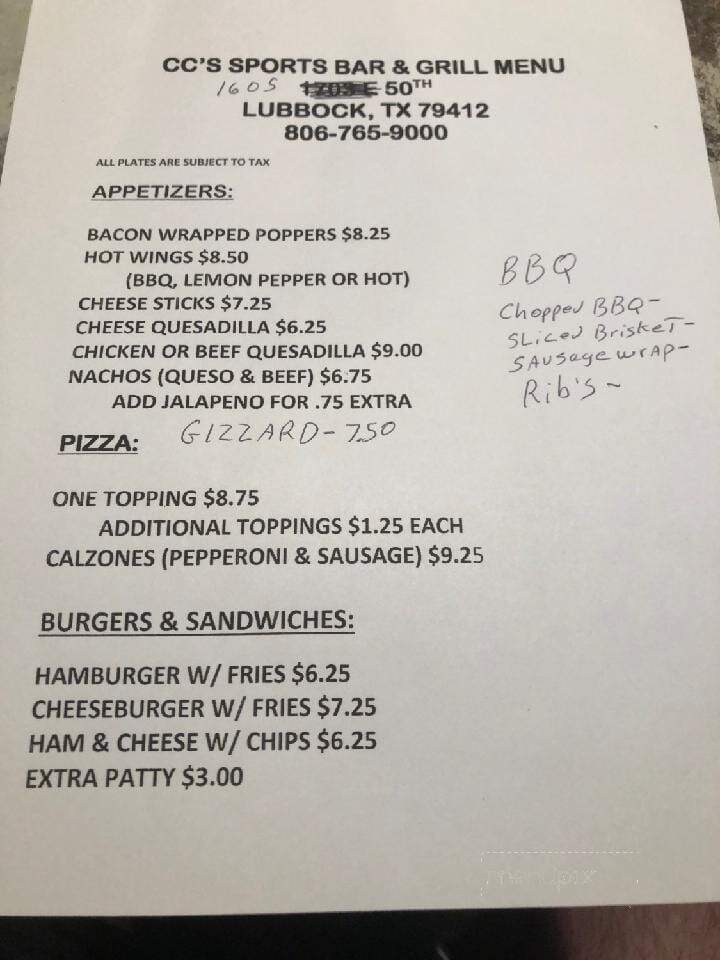 CC'S SPORTS BAR & GRILL MENU
1605 1703 E 50TH
LUBBOCK, TX 79412
806-765-9000
ALL PLATES ARE SUBJECT TO TAX
APPETIZERS:
BACON WRAPPED POPPERS $8.25
HOT WINGS $8.50
(BBQ, LEMON PEPPER OR HOT)
CHEESE STICKS $7.25
CHEESE QUESADILLA $6.25
CHICKEN OR BEEF QUESADILLA $9.00
NACHOS (QUESO & BEEF) $6.75
ADD JALAPENO FOR .75 EXTRA
GIZZARD- 750
BBQ
Chopped BBQ-
SLiced BriskeT-
SAUSage wrAP-
Rib's-
PIZZA:
ONE TOPPING $8.75
ADDITIONAL TOPPINGS $1.25 EACH
CALZONES (PEPPERONI & SAUSAGE) $9.25
BURGERS & SANDWICHES:
HAMBURGER W/ FRIES $6.25
CHEESEBURGER W/ FRIES $7.25
HAM & CHEESE W/ CHIPS $6.25
EXTRA PATTY $3.00
menupix